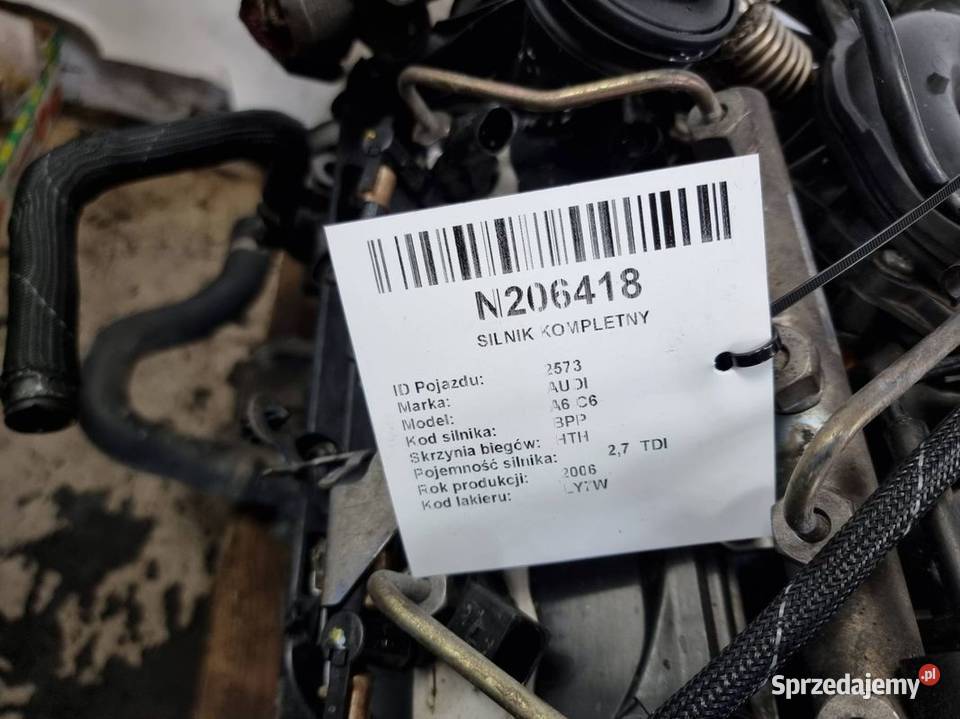 N206418
SILNIK KOMPLETNY
ID Pojazdu: 2573
Marka: AUDI
Model: A6 C6
Kod silnika: BPP
Skrzynia biegów: HTH
Pojemność silnika: 2,7 TDI
Rok produkcji: 2006
Kod lakieru: LY7W
Sprzedajemy.pl